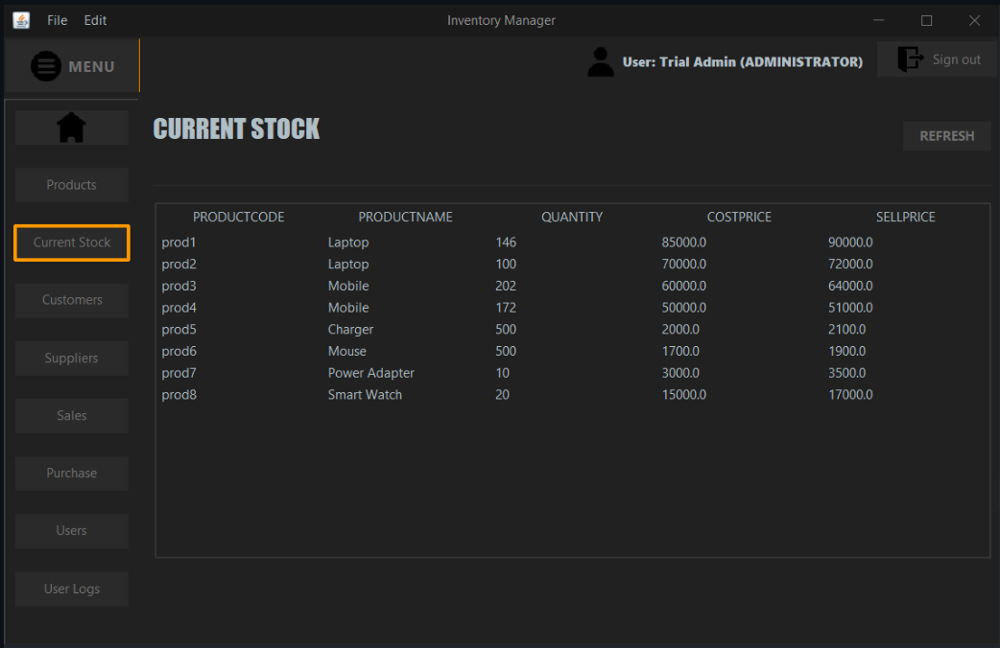 File Edit Inventory Manager
MENU
User: Trial Admin (ADMINISTRATOR)
Sign out
CURRENT STOCK
REFRESH
Products
Current Stock
Customers
Suppliers
Sales
Purchase
Users
User Logs
PRODUCTCODE PRODUCTNAME QUANTITY COSTPRICE SELLPRICE
prod1 Laptop 146 85000.0 90000.0
prod2 Laptop 100 70000.0 72000.0
prod3 Mobile 202 60000.0 64000.0
prod4 Mobile 172 50000.0 51000.0
prod5 Charger 500 2000.0 2100.0
prod6 Mouse 500 1700.0 1900.0
prod7 Power Adapter 10 3000.0 3500.0
prod8 Smart Watch 20 15000.0 17000.0